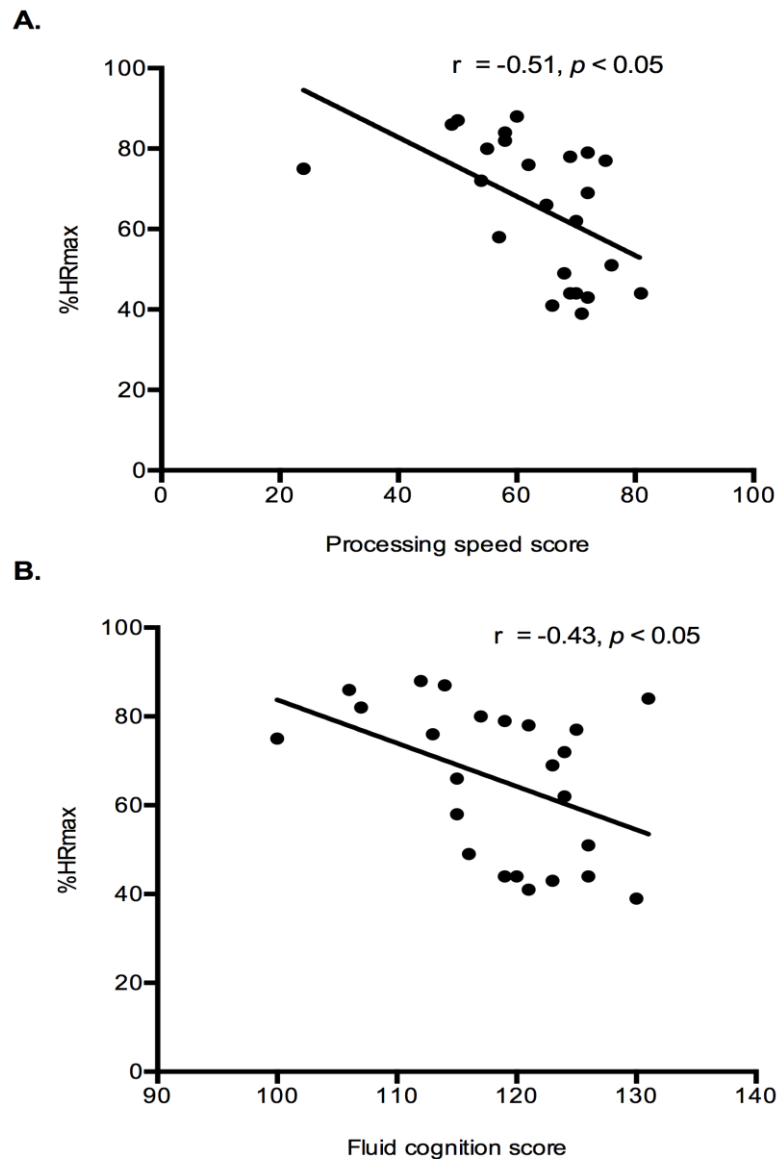 A.
r = -0.51, p < 0.05
100
80
60
40
20
0
%HRmax
0 20 40 60 80 100
Processing speed score
B.
r = -0.43, p < 0.05
100
80
60
40
20
0
%HRmax
90 100 110 120 130 140
Fluid cognition score